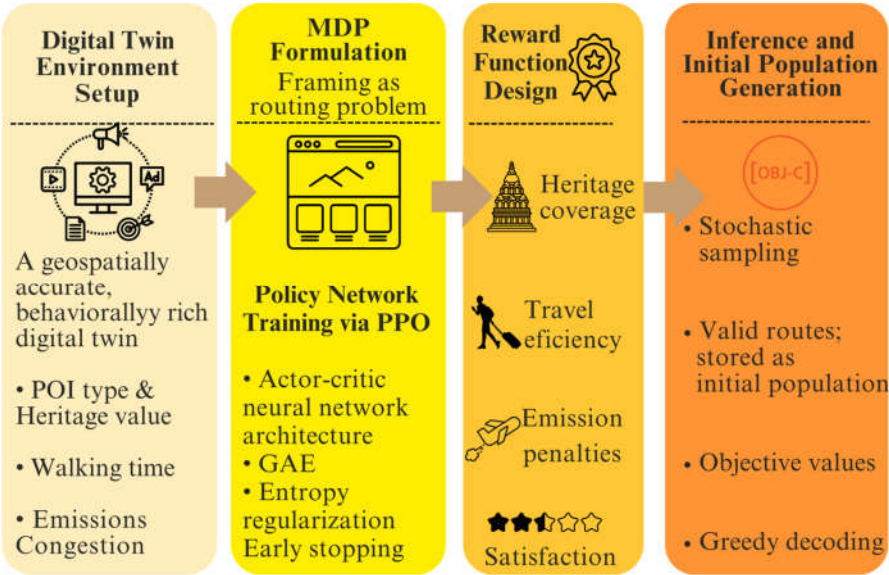 Digital Twin
Environment
Setup
Ad
A geospatially
accurate,
behaviorallyy rich
digital twin
• POI type &
Heritage value
• Walking time
• Emissions
Congestion
MDP
Formulation
Framing as
routing problem
Policy Network
Training via PPO
• Actor-critic
neural network
architecture
• GAE
• Entropy
regularization
Early stopping
Reward
Function
Design
Heritage
coverage
Travel
eficiency
Emission
penalties
Satisfaction
Inference and
Initial Population
Generation
[OBJ-C]
• Stochastic
sampling
• Valid routes;
stored as
initial population
• Objective values
• Greedy decoding